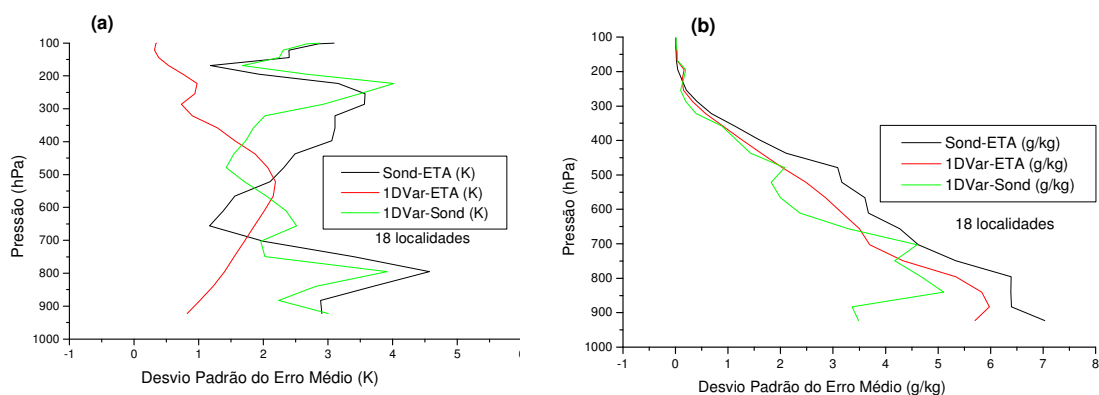 (a)
100
200
300
400
500
600
700
800
900
1000
Pressão (hPa)
Sond-ETA (K)
1DVar-ETA (K)
1DVar-Sond (K)
18 localidades
-1 0 1 2 3 4 5
Desvio Padrão do Erro Médio (K)
(b)
100
200
300
400
500
600
700
800
900
1000
Pressão (hPa)
Sond-ETA (g/kg)
1DVar-ETA (g/kg)
1DVar-Sond (g/kg)
18 localidades
-1 0 1 2 3 4 5 6 7 8
Desvio Padrão do Erro Médio (g/kg)